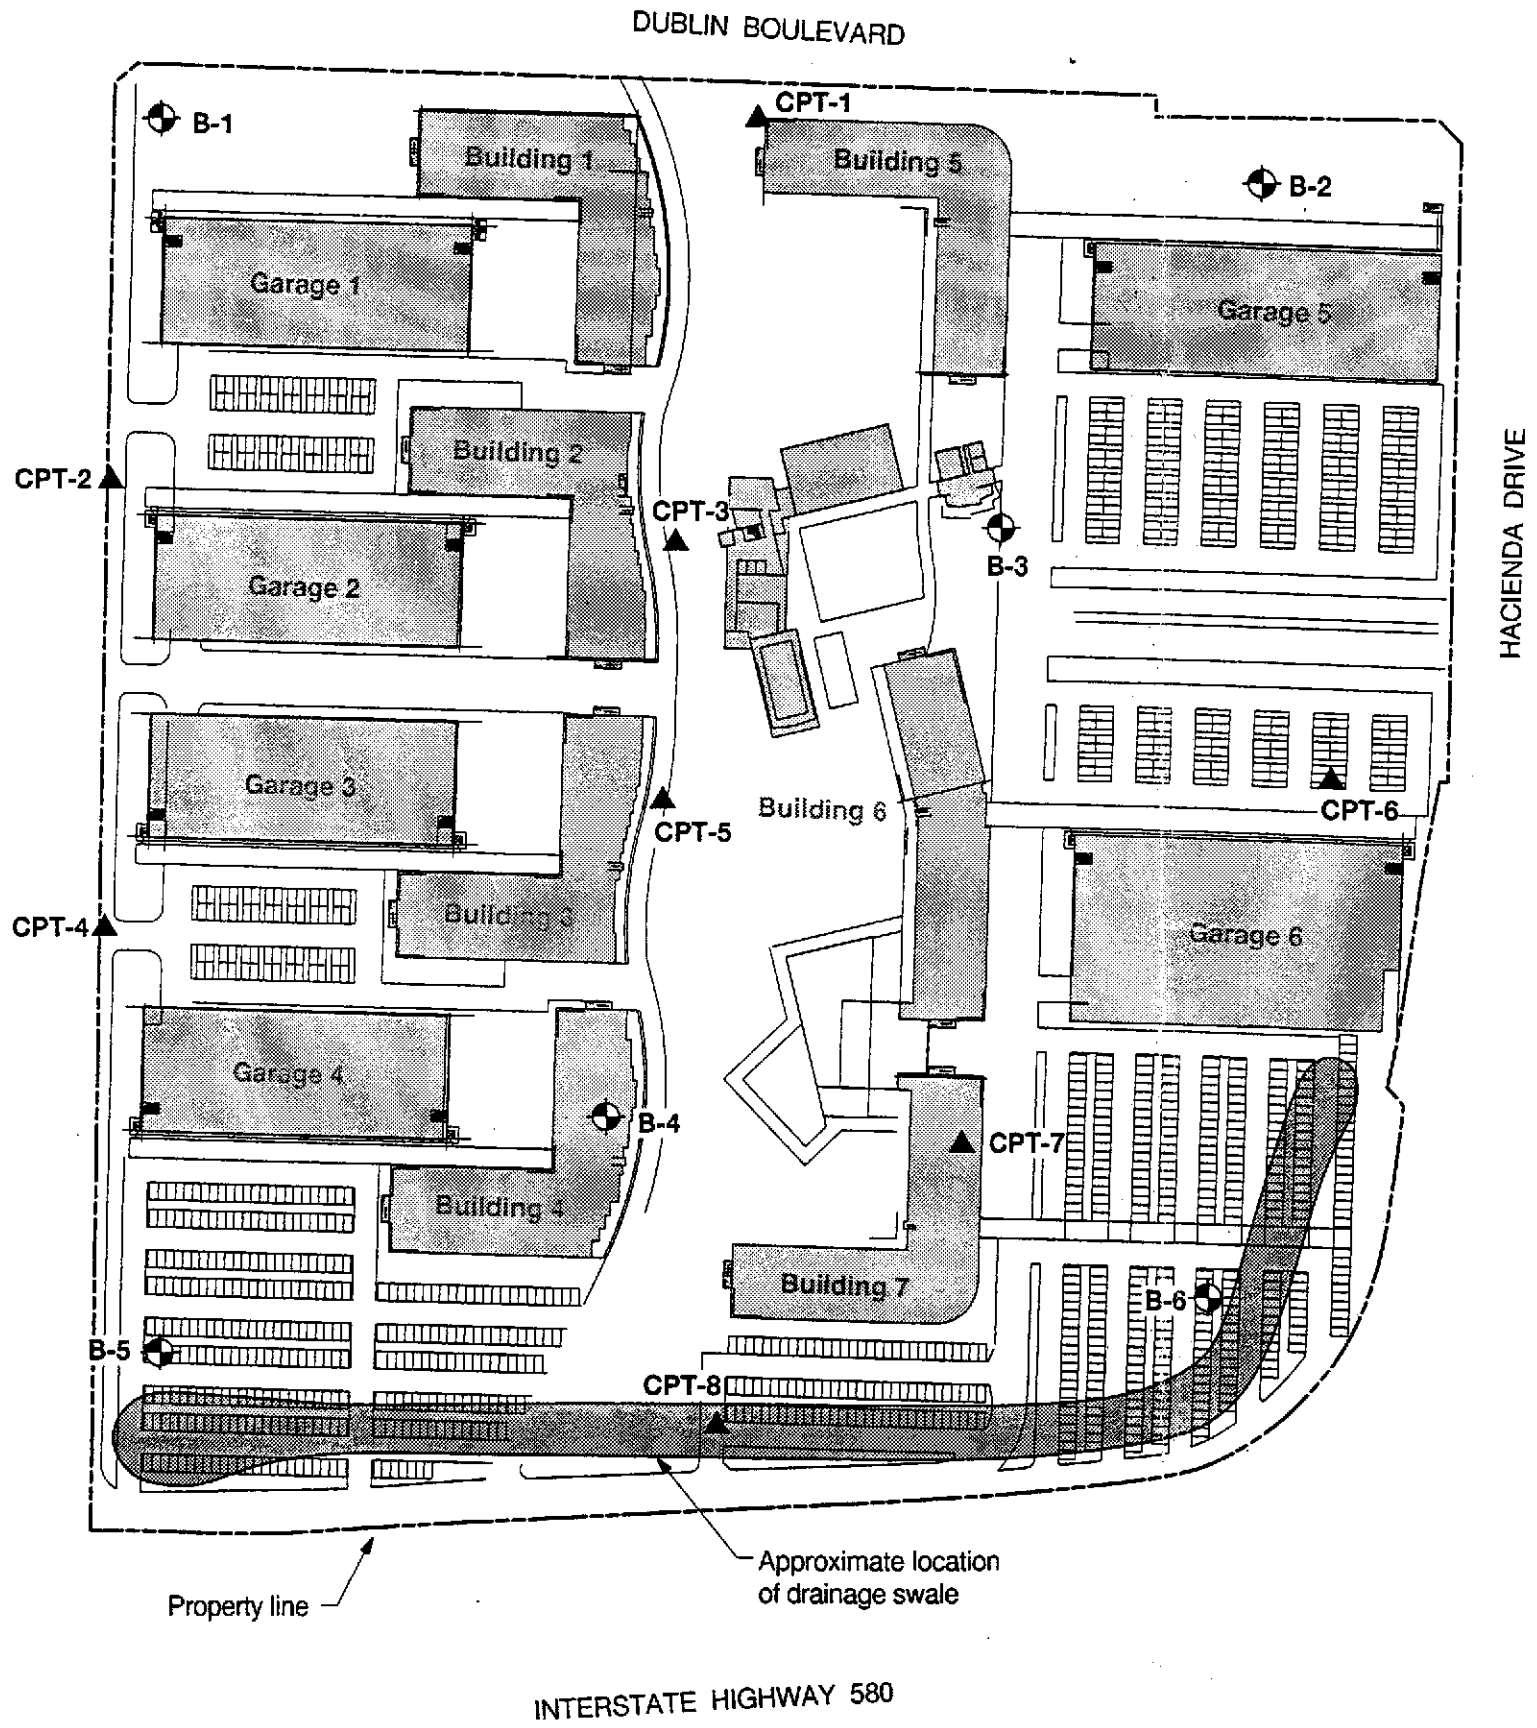 DUBLIN BOULEVARD
CPT-1
B-1
Building 1
Building 5
B-2
Garage 1
Garage 5
HACIENDA DRIVE
Building 2
CPT-2
CPT-3
B-3
Garage 2
Garage 3
Building 6
CPT-5
CPT-6
Building 3
CPT-4
Garage 6
Garage 4
B-4
CPT-7
Building 4
Building 7
B-6
B-5
CPT-8
Approximate location
of drainage swale
Property line
INTERSTATE HIGHWAY 580